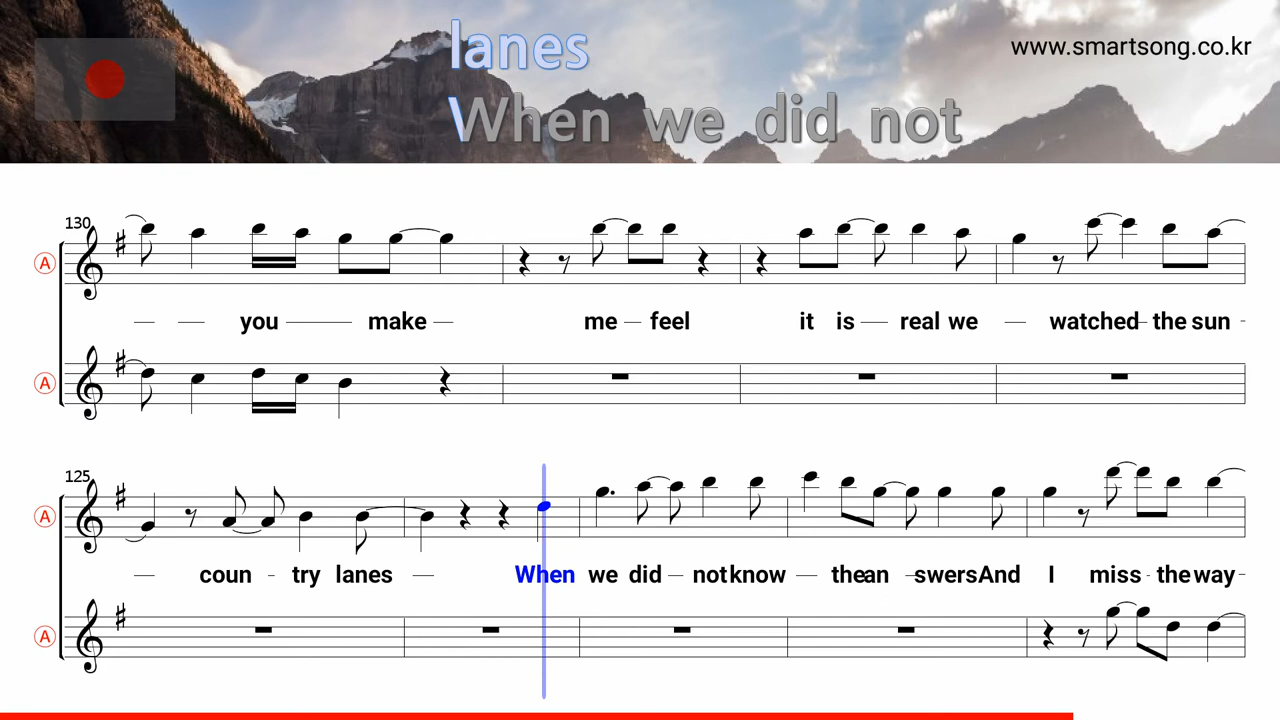 lanes
www.smartsong.co.kr
When we did not
130
A
you make me feel it is real we watched the sun -
A
125
A
coun - try lanes When we did not know the an swers And I miss - the way -
A